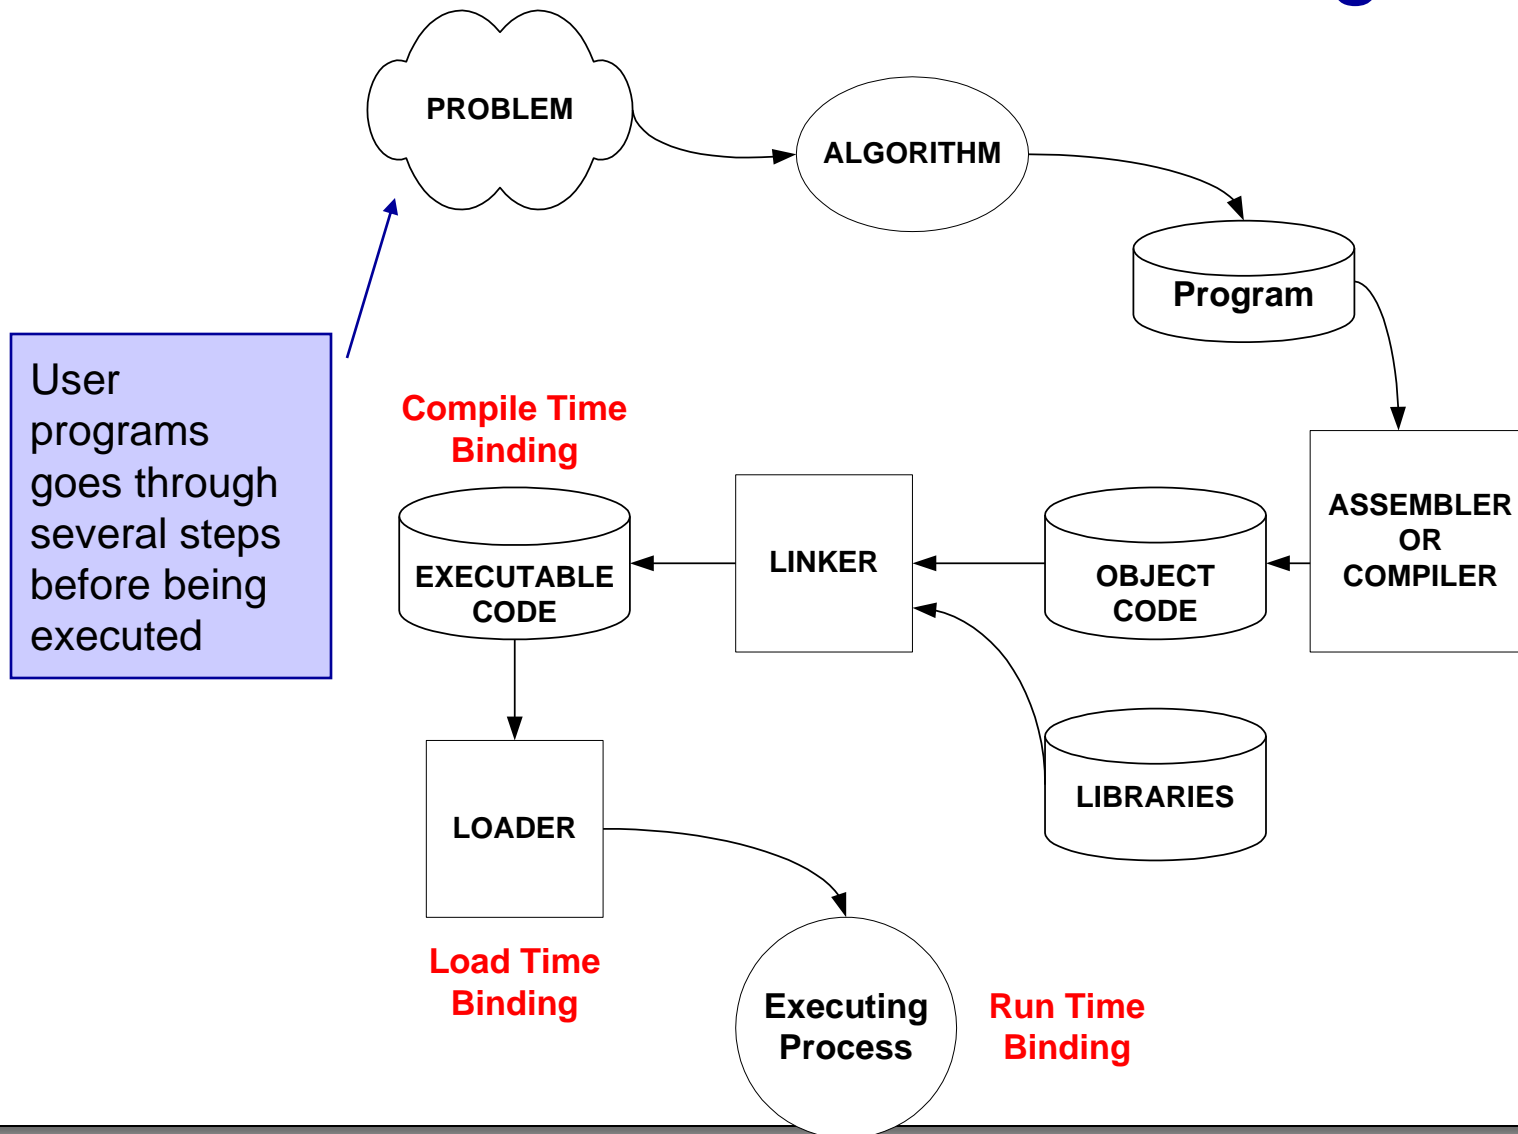 PROBLEM
ALGORITHM
Program
User
programs
goes through
several steps
before being
executed
Compile Time
Binding
ASSEMBLER
OR
COMPILER
OBJECT
CODE
LINKER
EXECUTABLE
CODE
LIBRARIES
LOADER
Load Time
Binding
Executing
Process
Run Time
Binding